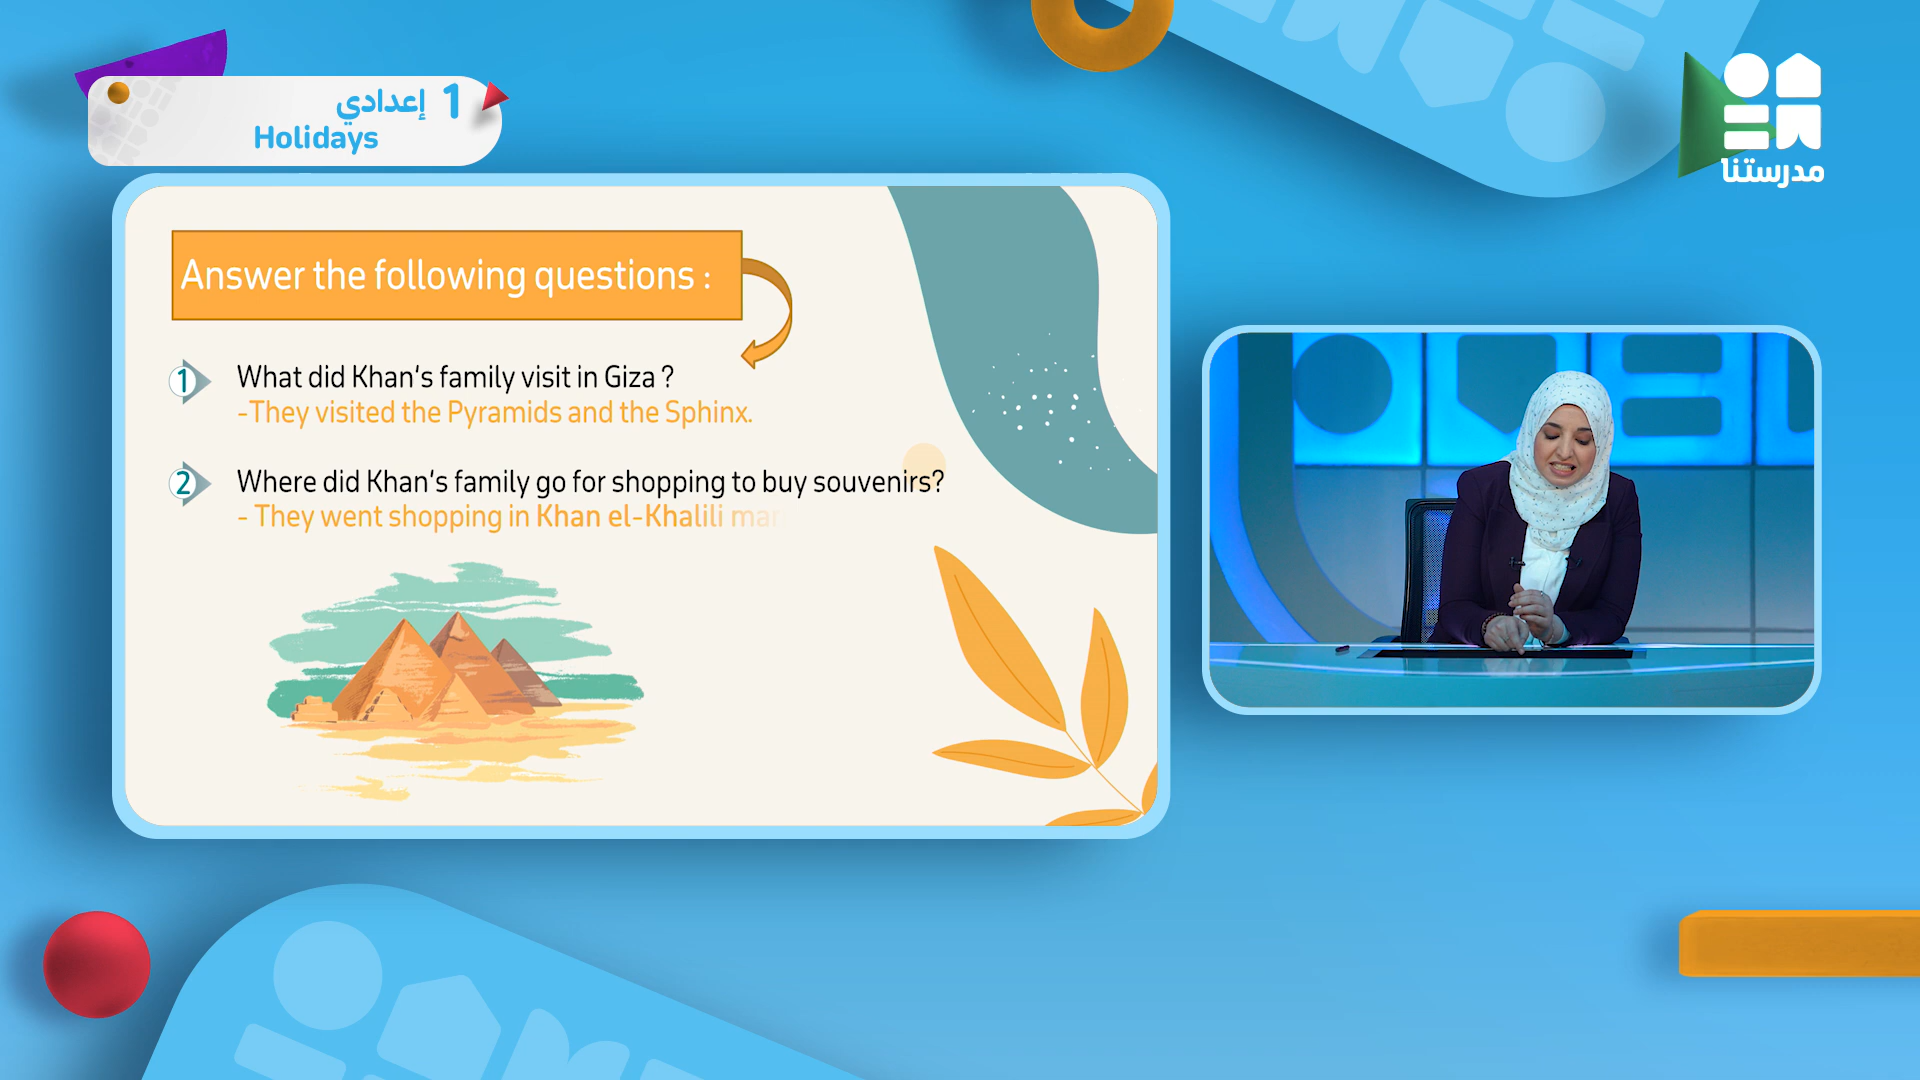 1 إعدادي
Holidays
مدرستنا
Answer the following questions :
1 What did Khan's family visit in Giza ?
-They visited the Pyramids and the Sphinx.
2 Where did Khan's family go for shopping to buy souvenirs?
- They went shopping in Khan el-Khalili